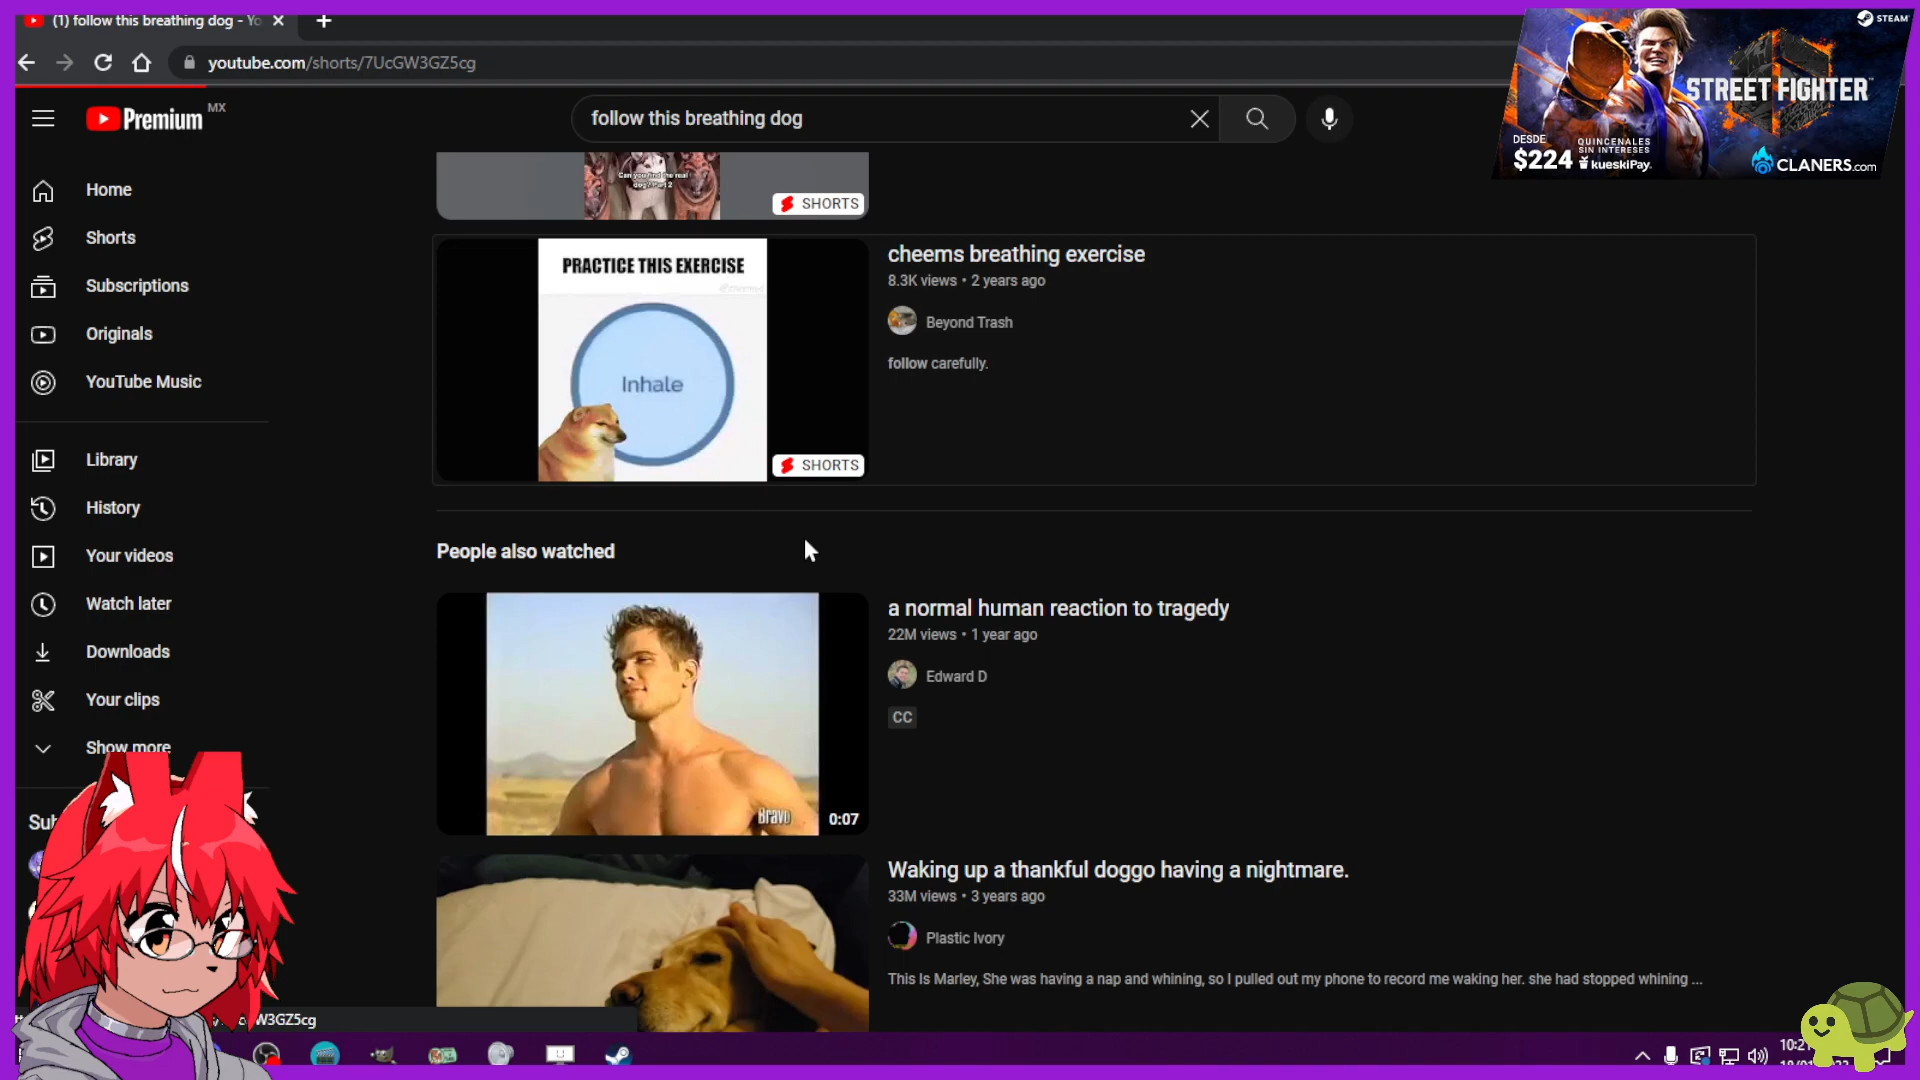 (1) follow this breathing dog - Yo
youtube.com/shorts/7UcGW3GZ5cg
STEAM
STREET FIGHTER
DESDE
$224
QUINCENALES
SIN INTERESES
kueskiPay.
CLANERS.com
Premium MX
follow this breathing dog
Home
Shorts
Subscriptions
Originals
YouTube Music
Library
History
Your videos
Watch later
Downloads
Your clips
Show more
Can you find the real
dog? Part 2
SHORTS
PRACTICE THIS EXERCISE
Inhale
SHORTS
cheems breathing exercise
8.3K views • 2 years ago
Beyond Trash
follow carefully.
People also watched
Bravo
0:07
a normal human reaction to tragedy
22M views • 1 year ago
Edward D
CC
Waking up a thankful doggo having a nightmare.
33M views • 3 years ago
Plastic Ivory
This Is Marley, She was having a nap and whining, so I pulled out my phone to record me waking her. she had stopped whining ...
W3GZ5cg